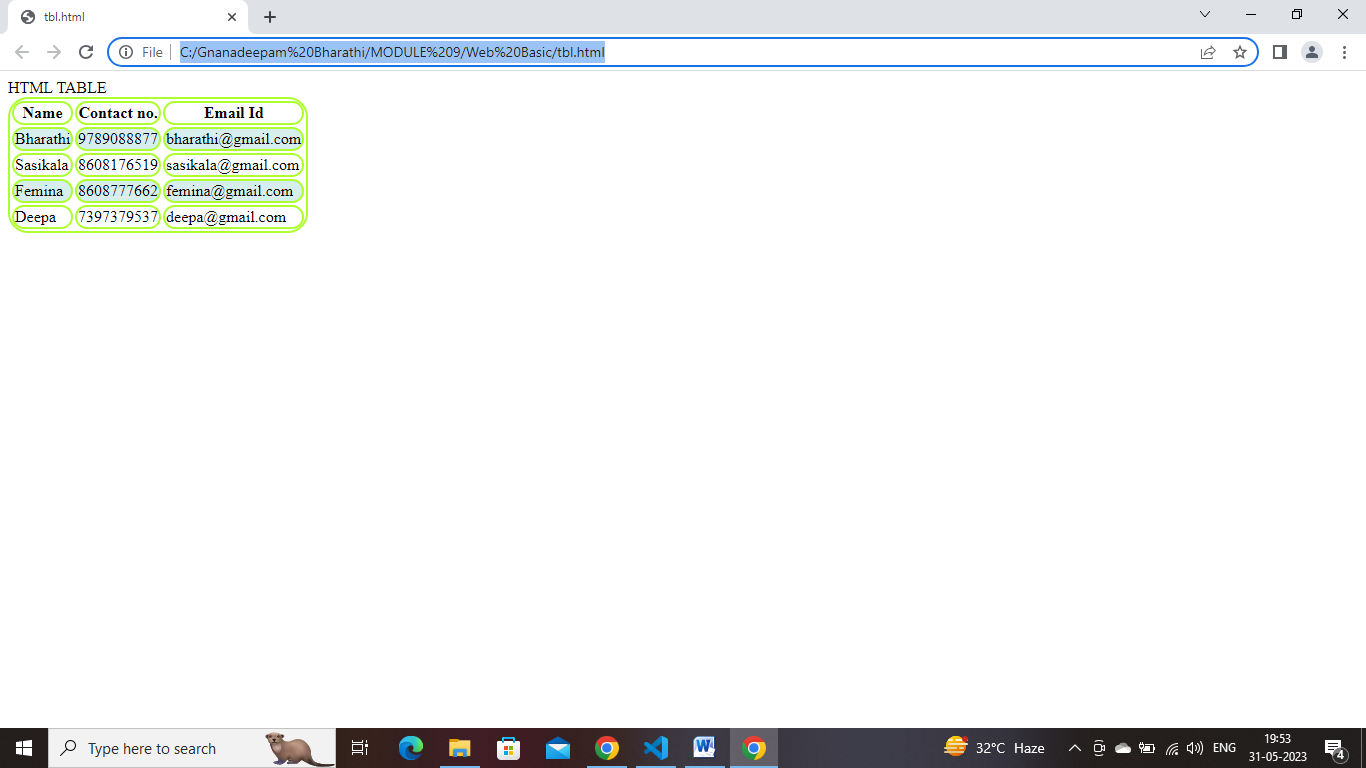 tbl.html
File C:/Gnanadeepam%20Bharathi/MODULE%209/Web%20Basic/tbl.html
HTML TABLE
Name Contact no. Email Id
Bharathi 9789088877 bharathi@gmail.com
Sasikala 8608176519 sasikala@gmail.com
Femina 8608777662 femina@gmail.com
Deepa 7397379537 deepa@gmail.com
Type here to search
32°C Haze
ENG
19:53
31-05-2023
4